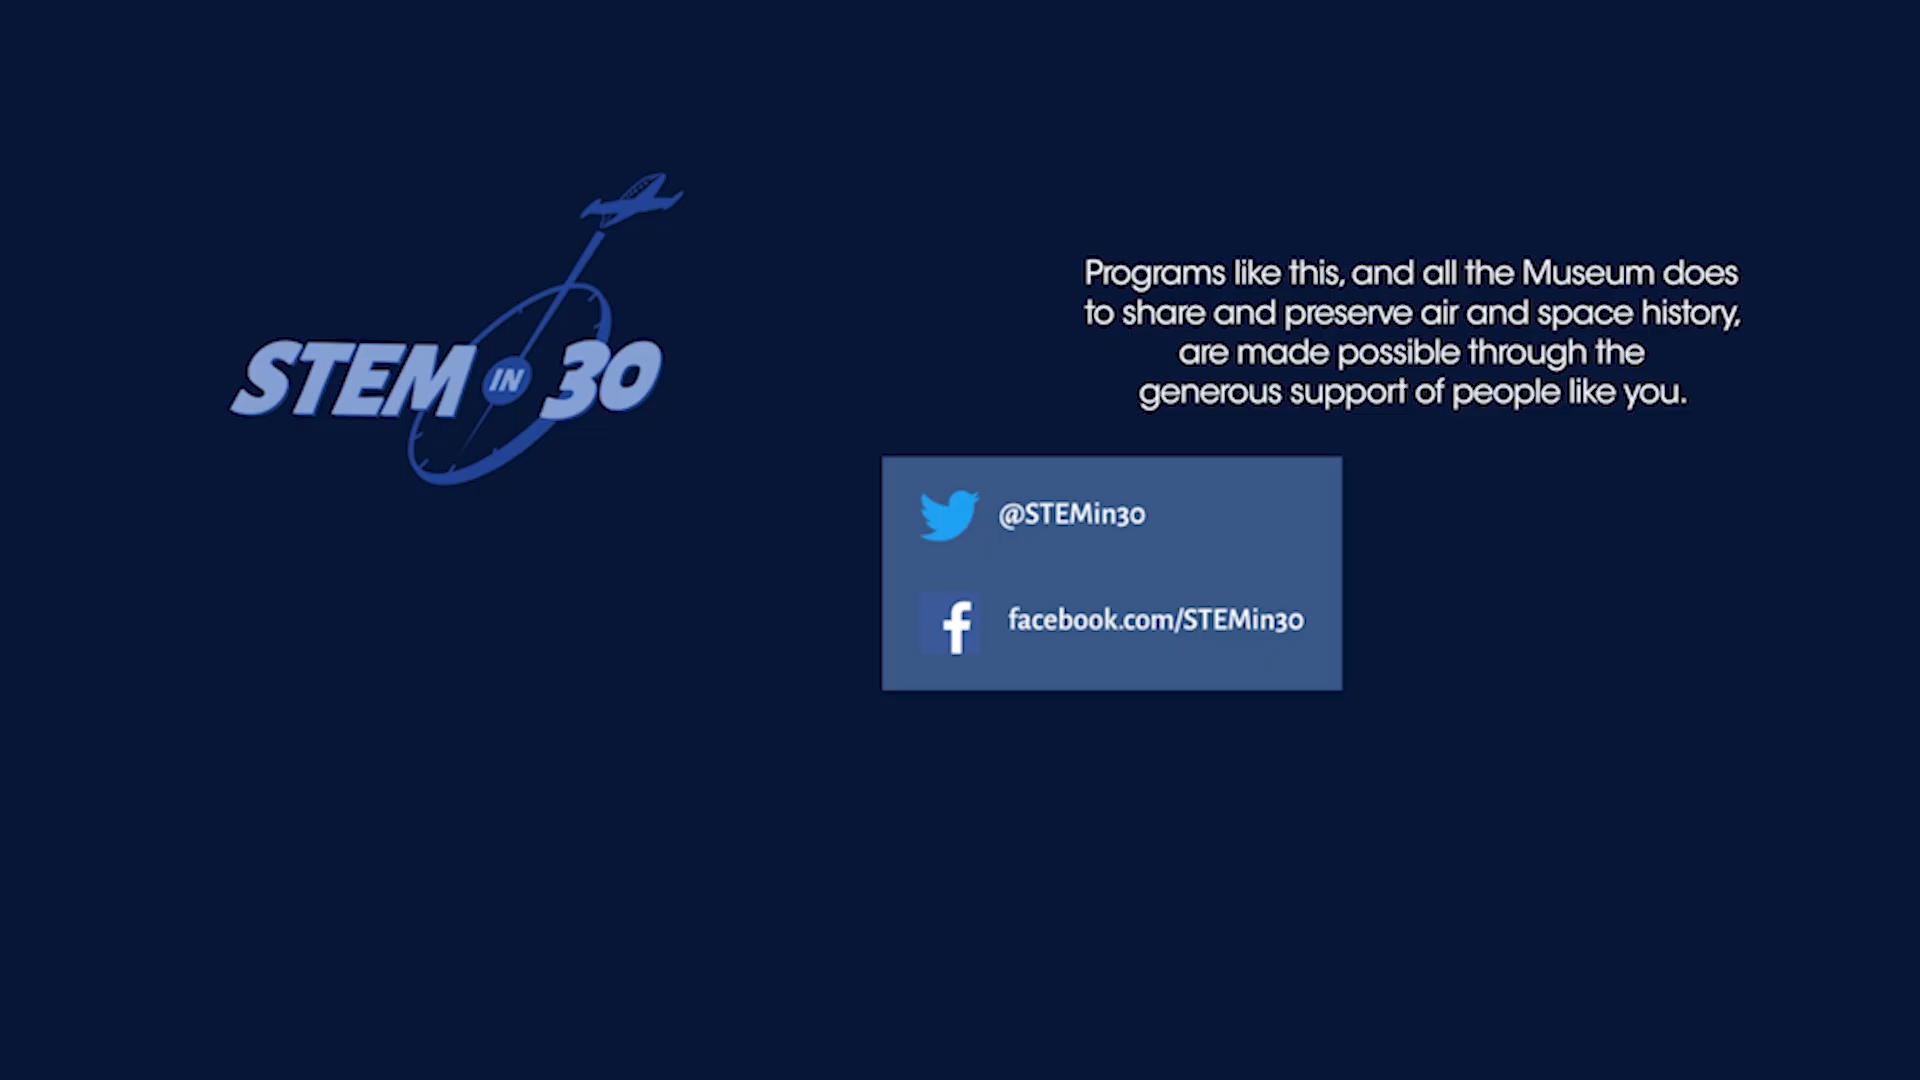 STEM IN 30
Programs like this, and all the Museum does
to share and preserve air and space history,
are made possible through the
generous support of people like you.
@STEMin30
facebook.com/STEMin30